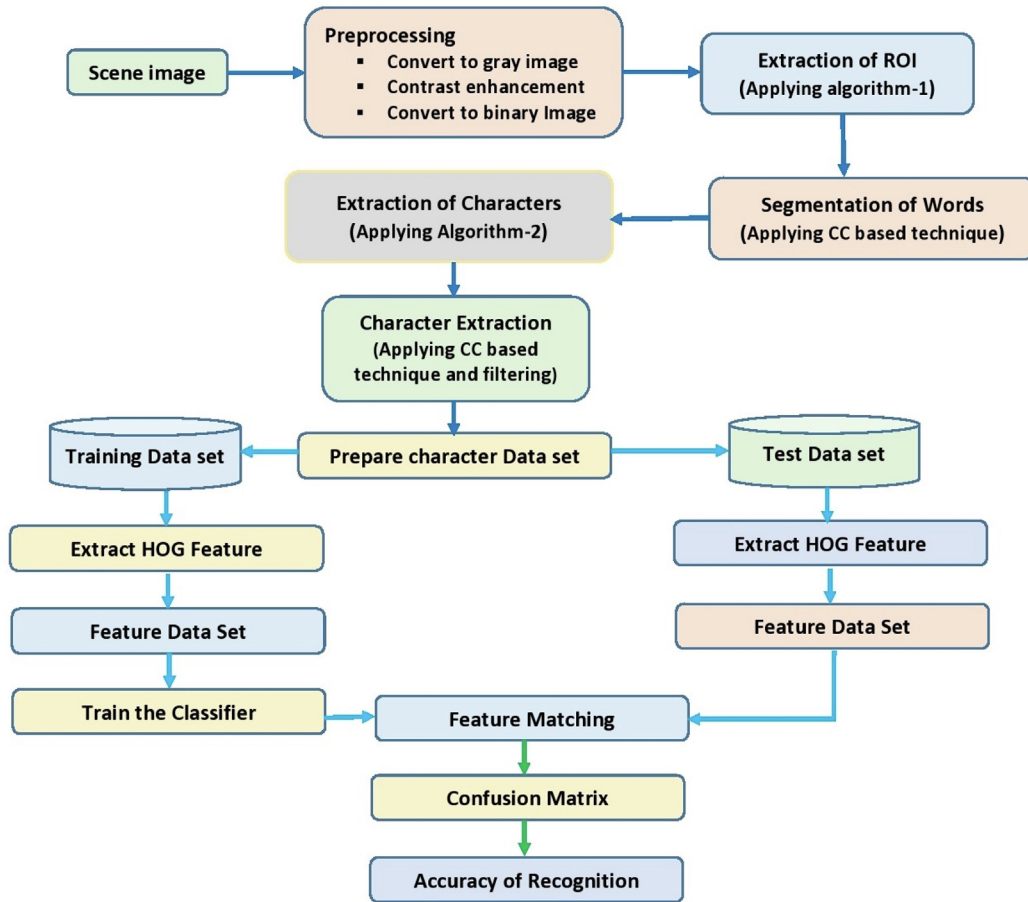 Scene image
Preprocessing
▪ Convert to gray image
▪ Contrast enhancement
▪ Convert to binary Image
Extraction of ROI
(Applying algorithm-1)
Segmentation of Words
(Applying CC based technique)
Extraction of Characters
(Applying Algorithm-2)
Character Extraction
(Applying CC based
technique and filtering)
Prepare character Data set
Training Data set
Test Data set
Extract HOG Feature
Extract HOG Feature
Feature Data Set
Feature Data Set
Train the Classifier
Feature Matching
Confusion Matrix
Accuracy of Recognition